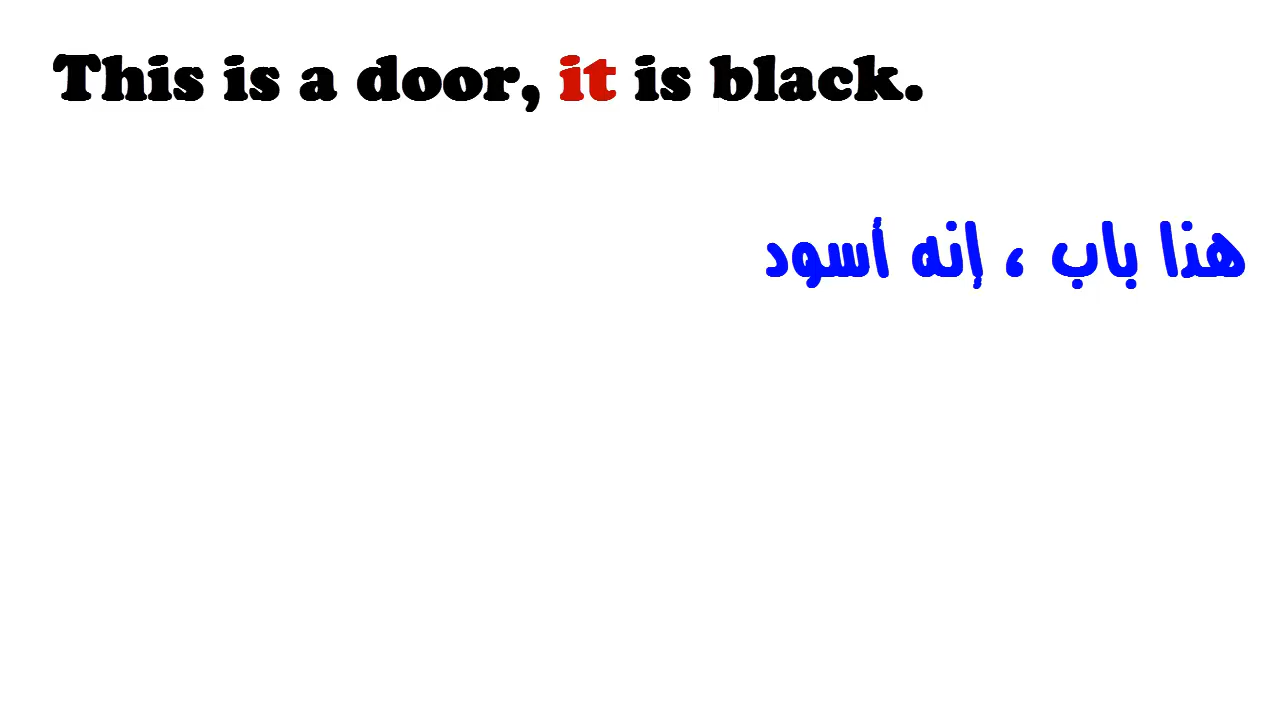 This is a door, it is black.
هذا باب ، إنه أسود